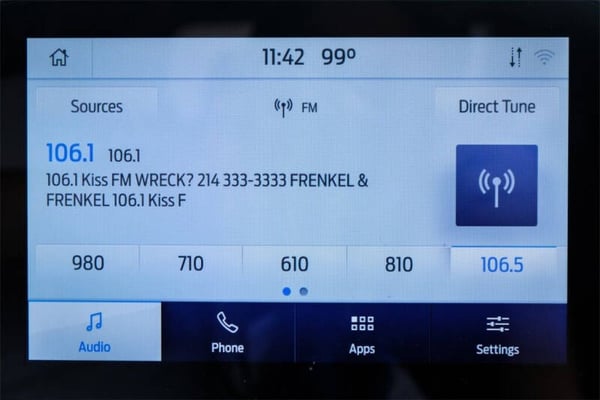 11:42 99°
Sources
FM
Direct Tune
106.1 106.1
106.1 Kiss FM WRECK? 214 333-3333 FRENKEL &
FRENKEL 106.1 Kiss F
980 710 610 810 106.5
Audio Phone Apps Settings